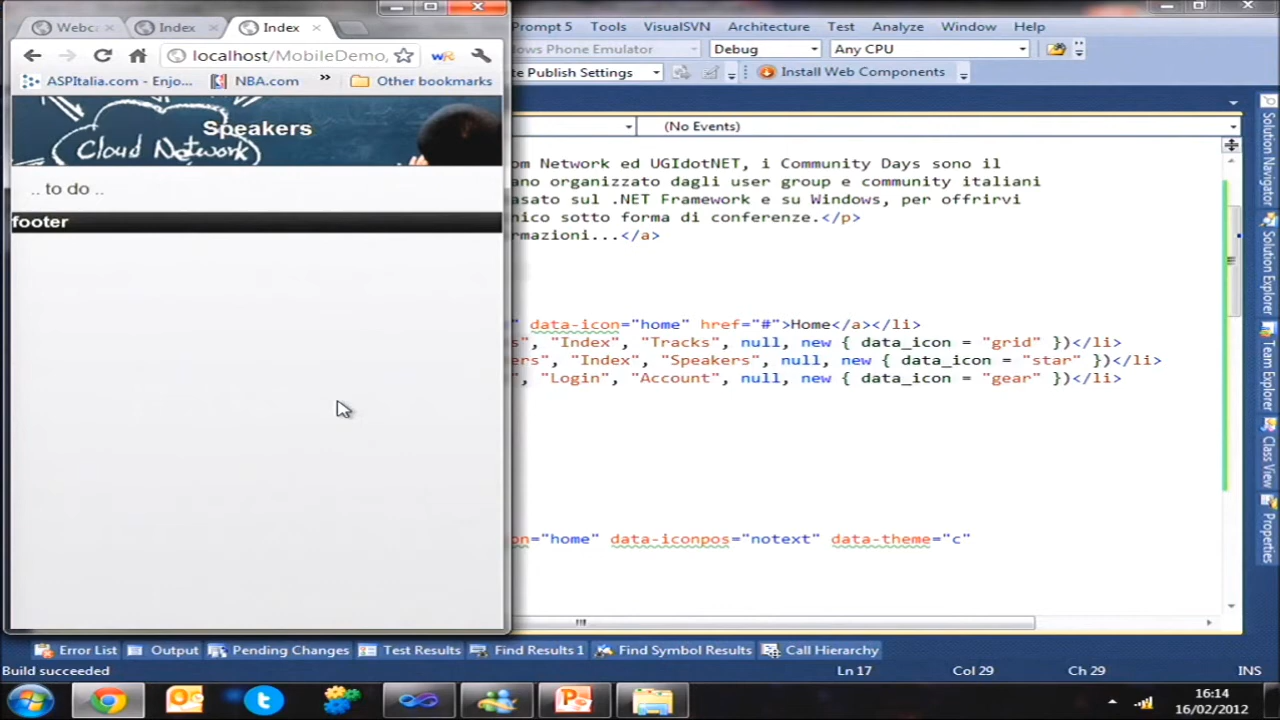 Webca
Index
Index
localhost/MobileDemo,
wR
ASPItalia.com - Enjo...
NBA.com
»
Other bookmarks
Speakers
Cloud Network
.. to do ..
footer
Prompt 5
Tools
VisualSVN
Architecture
Test
Analyze
Window
Help
ows Phone Emulator
Debug
Any CPU
te Publish Settings
Install Web Components
(No Events)
om Network ed UGIdotNET, i Community Days sono il
ano organizzato dagli user group e community italiani
asato sul .NET Framework e su Windows, per offrirvi
nico sotto forma di conferenze.</p>
rmazioni...</a>
" data-icon="home" href="#">Home</a></li>
s", "Index", "Tracks", null, new { data_icon = "grid" })</li>
ers", "Index", "Speakers", null, new { data_icon = "star" })</li>
", "Login", "Account", null, new { data_icon = "gear" })</li>
on="home" data-iconpos="notext" data-theme="c"
Solution Navigator
Solution Explorer
Team Explorer
Class View
Properties
Error List
Output
Pending Changes
Test Results
Find Results 1
Find Symbol Results
Call Hierarchy
Build succeeded
Ln 17
Col 29
Ch 29
INS
16:14
16/02/2012